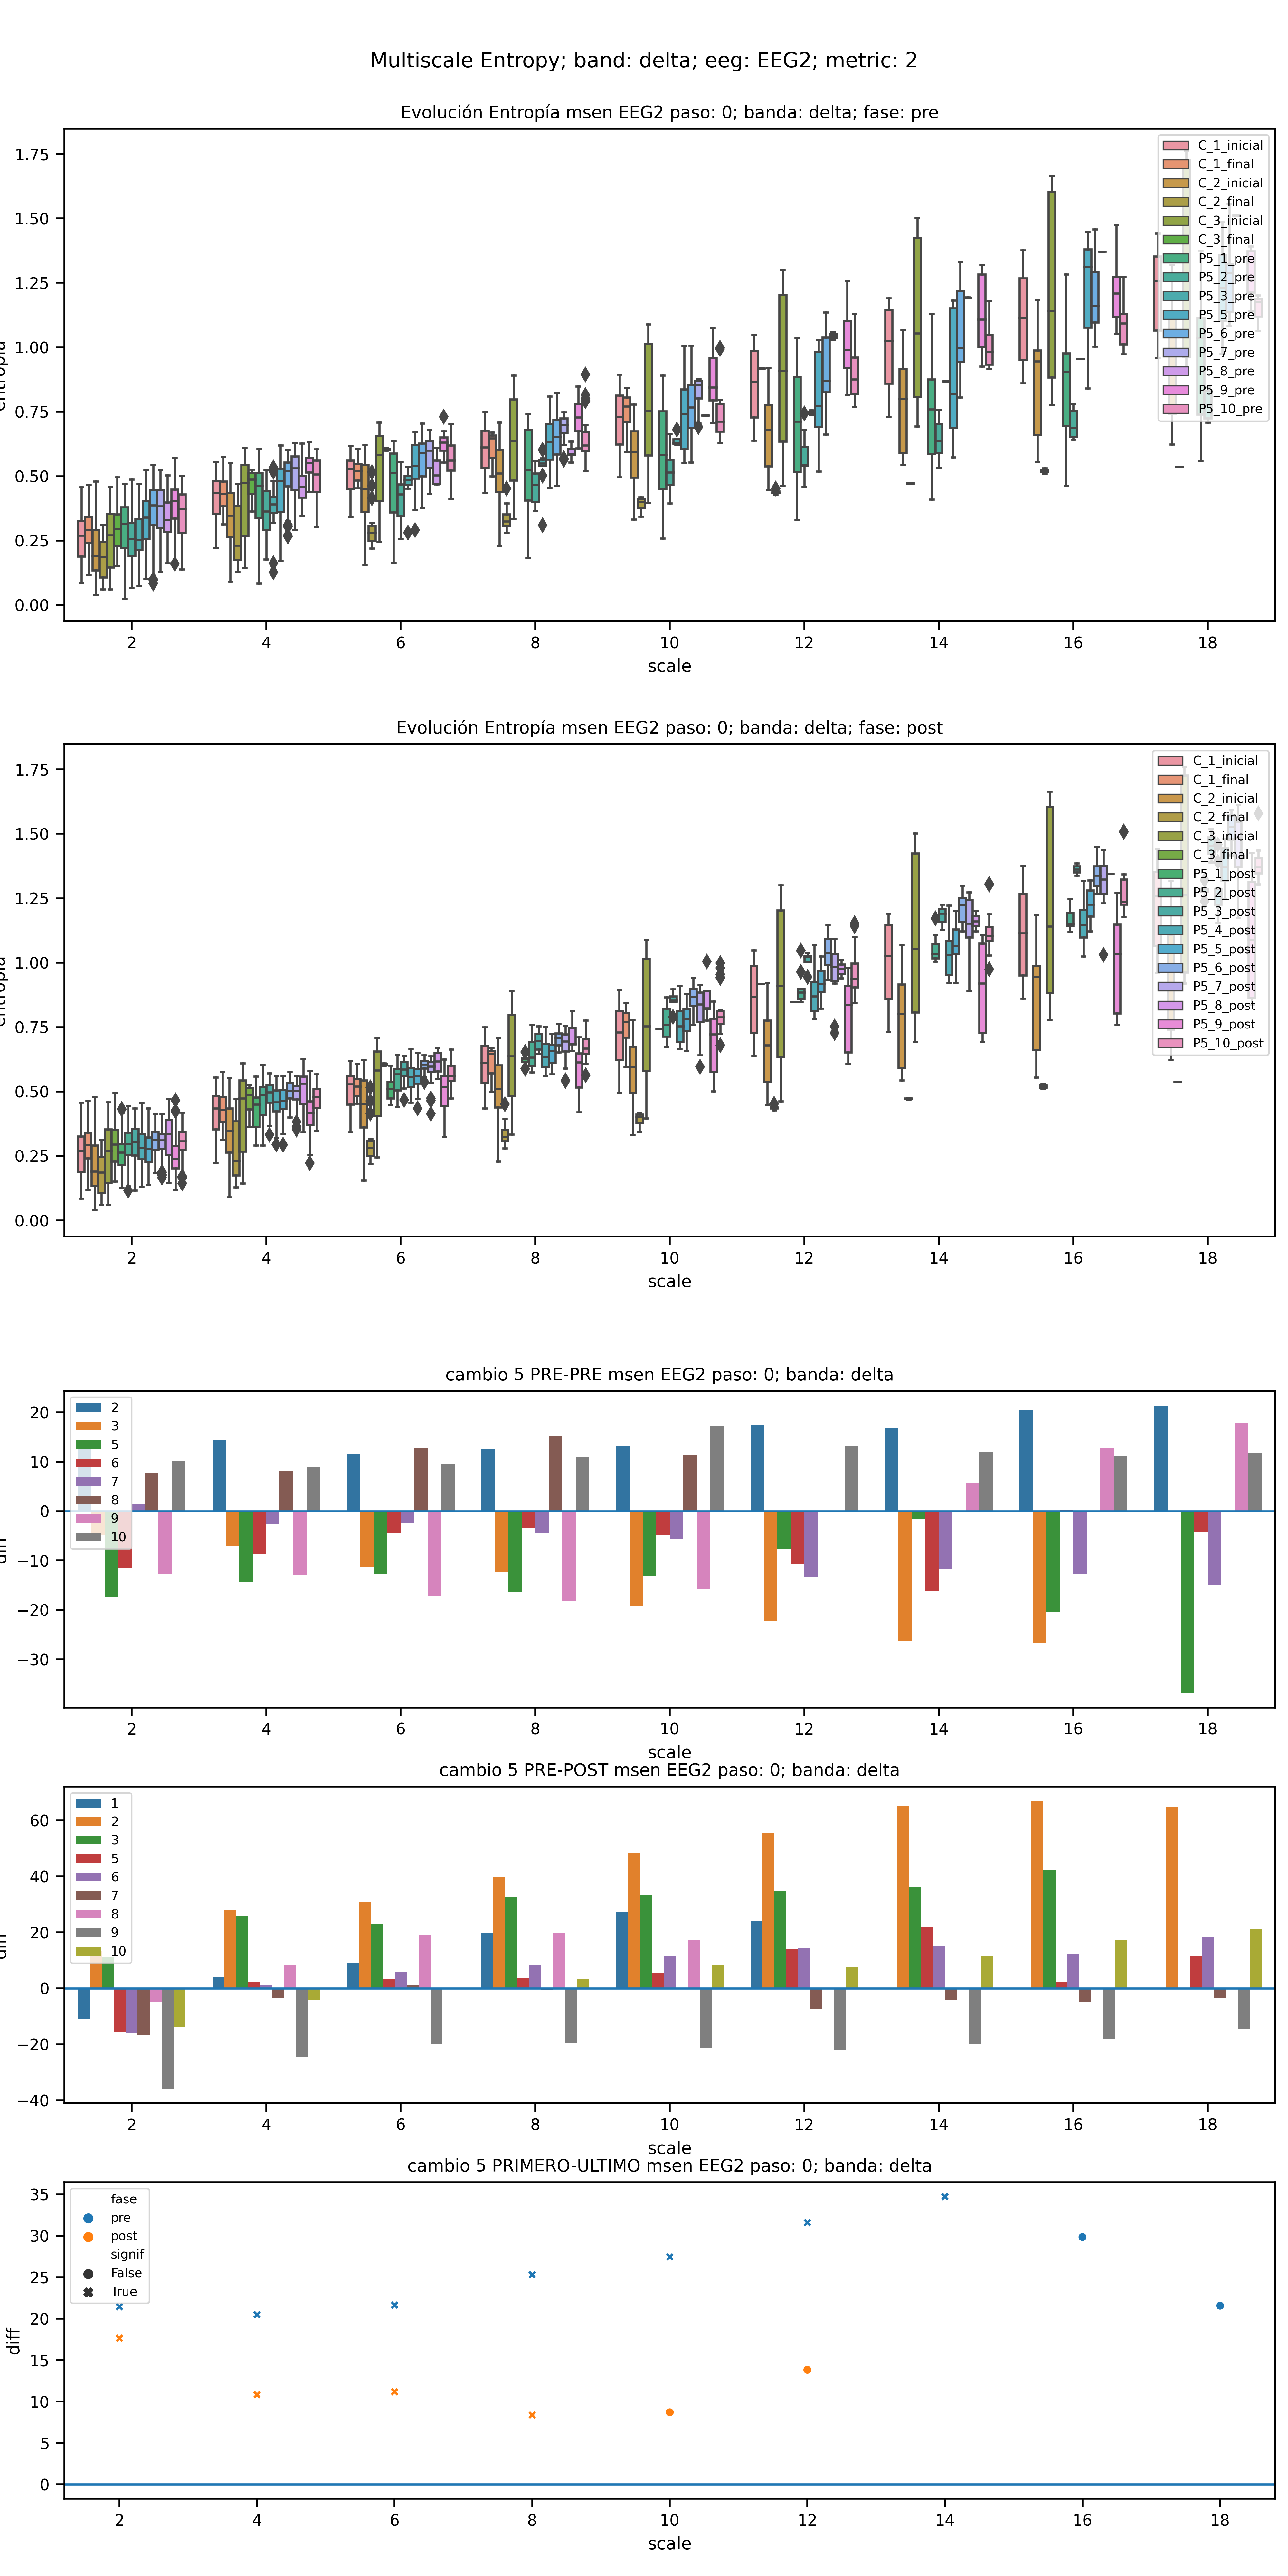 Multiscale Entropy; band: delta; eeg: EEG2; metric: 2
Evolución Entropía msen EEG2 paso: 0; banda: delta; fase: pre
1.75
1.50
1.25
1.00
0.75
0.50
0.25
0.00
C_1_inicial
C_1_final
C_2_inicial
C_2_final
C_3_inicial
C_3_final
P5_1_pre
P5_2_pre
P5_3_pre
P5_5_pre
P5_6_pre
P5_7_pre
P5_8_pre
P5_9_pre
P5_10_pre
2 4 6 8 10 12 14 16 18
scale
Evolución Entropía msen EEG2 paso: 0; banda: delta; fase: post
1.75
1.50
1.25
1.00
0.75
0.50
0.25
0.00
C_1_inicial
C_1_final
C_2_inicial
C_2_final
C_3_inicial
C_3_final
P5_1_post
P5_2_post
P5_3_post
P5_4_post
P5_5_post
P5_6_post
P5_7_post
P5_8_post
P5_9_post
P5_10_post
2 4 6 8 10 12 14 16 18
scale
cambio 5 PRE-PRE msen EEG2 paso: 0; banda: delta
20
10
0
−10
−20
−30
2
3
5
6
7
8
9
10
2 4 6 8 10 12 14 16 18
scale
cambio 5 PRE-POST msen EEG2 paso: 0; banda: delta
60
40
20
0
−20
−40
1
2
3
5
6
7
8
9
10
2 4 6 8 10 12 14 16 18
scale
cambio 5 PRIMERO-ULTIMO msen EEG2 paso: 0; banda: delta
35
30
25
20
15
10
5
0
diff
fase
pre
post
signif
False
True
2 4 6 8 10 12 14 16 18
scale